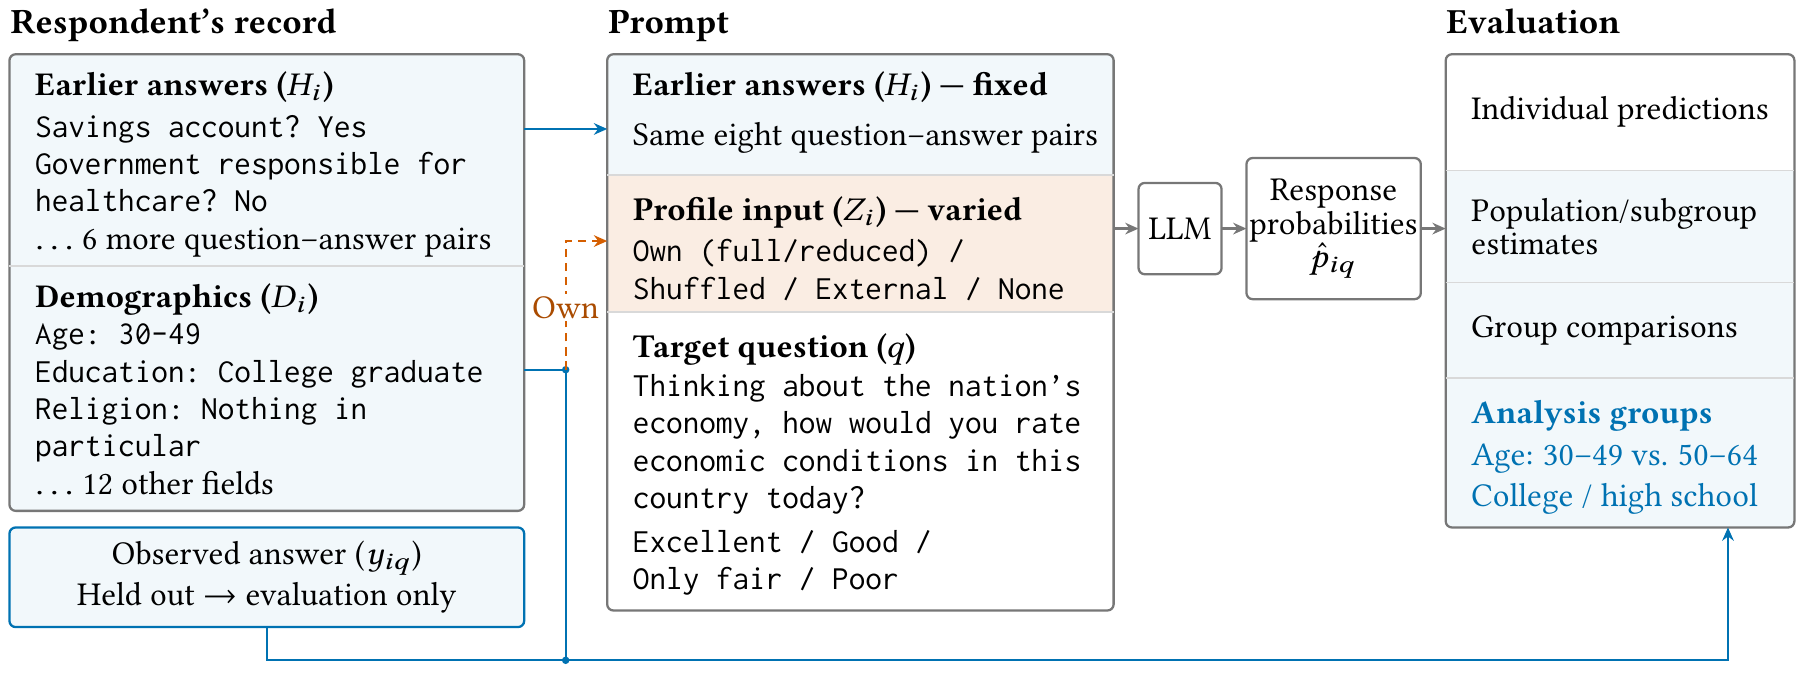 Respondent's record
Earlier answers (Hᵢ)
Savings account? Yes
Government responsible for
healthcare? No
... 6 more question–answer pairs
Demographics (Dᵢ)
Age: 30–49
Education: College graduate
Religion: Nothing in
particular
... 12 other fields
Observed answer (y_iq)
Held out → evaluation only
Own
Prompt
Earlier answers (Hᵢ) — fixed
Same eight question–answer pairs
Profile input (Zᵢ) — varied
Own (full/reduced) /
Shuffled / External / None
Target question (q)
Thinking about the nation's
economy, how would you rate
economic conditions in this
country today?
Excellent / Good /
Only fair / Poor
LLM
Response
probabilities
p̂_iq
Evaluation
Individual predictions
Population/subgroup
estimates
Group comparisons
Analysis groups
Age: 30–49 vs. 50–64
College / high school